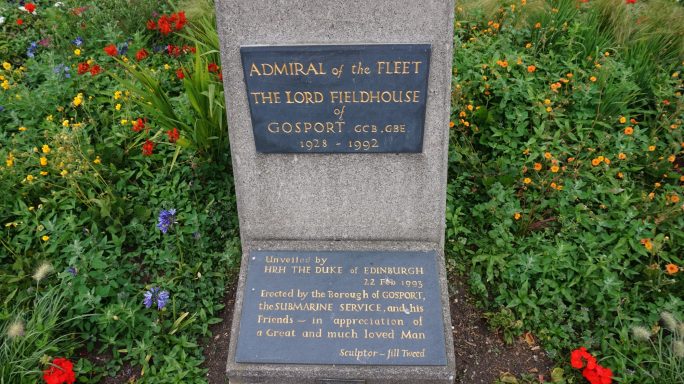 ADMIRAL of the FLEET
THE LORD FIELDHOUSE
of
GOSPORT GCB.GBE.
1928 - 1992
Unveiled by
HRH THE DUKE of EDINBURGH
22 Feb 1993
Erected by the Borough of GOSPORT,
the SUBMARINE SERVICE, and his
Friends - in appreciation of
a Great and much loved Man
Sculptor - Jill Tweed